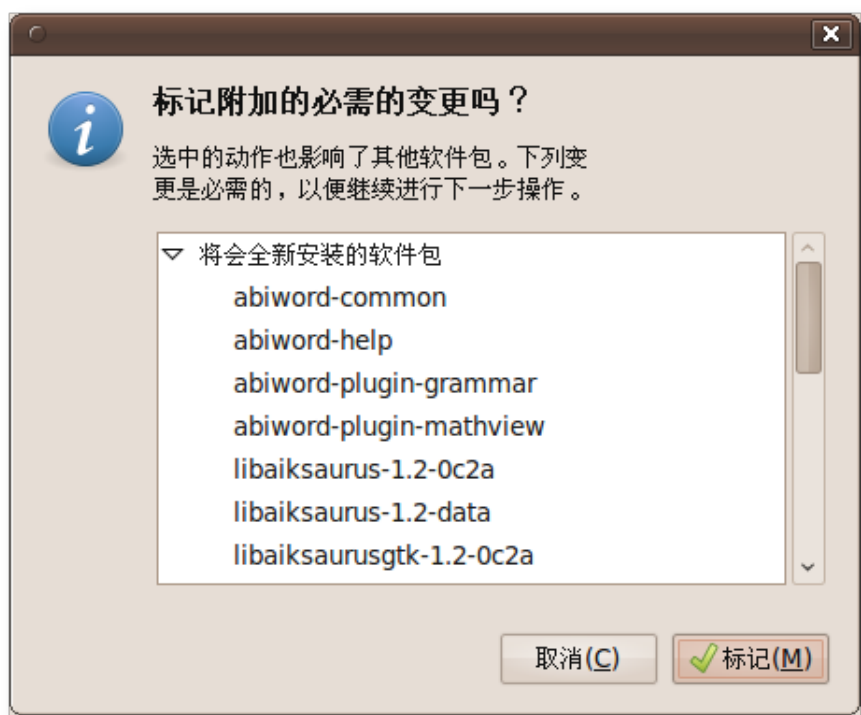 标记附加的必需的变更吗？
选中的动作也影响了其他软件包。下列变
更是必需的，以便继续进行下一步操作。
将会全新安装的软件包
abiword-common
abiword-help
abiword-plugin-grammar
abiword-plugin-mathview
libaiksaurus-1.2-0c2a
libaiksaurus-1.2-data
libaiksaurusgtk-1.2-0c2a
取消(C) 标记(M)